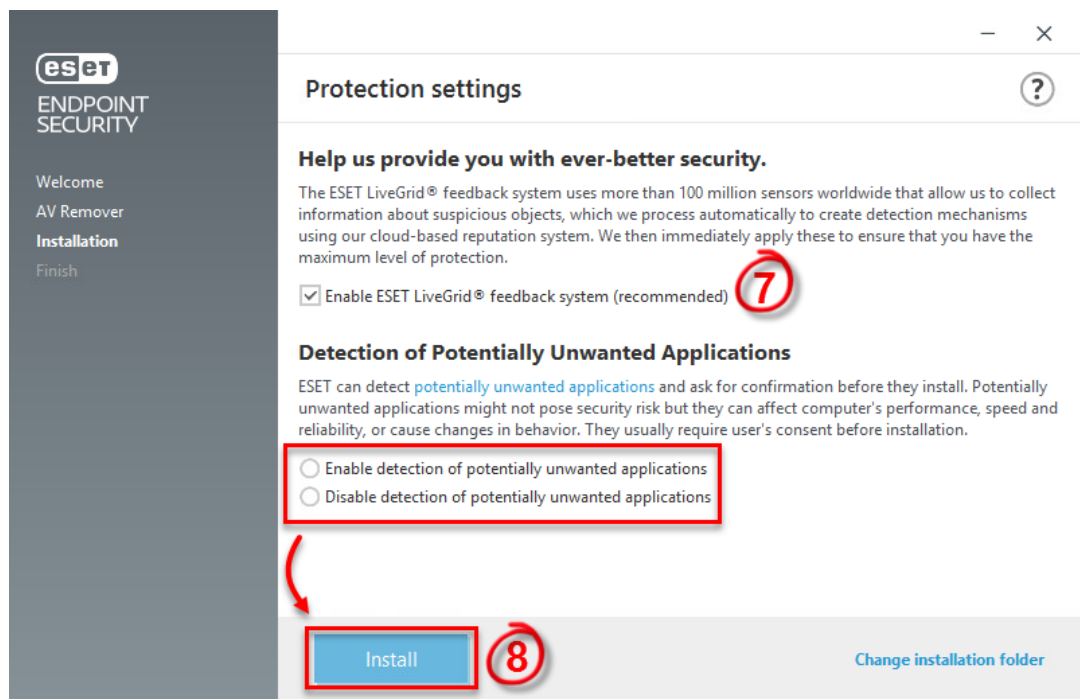 eset
ENDPOINT
SECURITY
Welcome
AV Remover
Installation
Finish
Protection settings
?
Help us provide you with ever-better security.
The ESET LiveGrid® feedback system uses more than 100 million sensors worldwide that allow us to collect
information about suspicious objects, which we process automatically to create detection mechanisms
using our cloud-based reputation system. We then immediately apply these to ensure that you have the
maximum level of protection.
Enable ESET LiveGrid® feedback system (recommended)
7
Detection of Potentially Unwanted Applications
ESET can detect potentially unwanted applications and ask for confirmation before they install. Potentially
unwanted applications might not pose security risk but they can affect computer's performance, speed and
reliability, or cause changes in behavior. They usually require user's consent before installation.
Enable detection of potentially unwanted applications
Disable detection of potentially unwanted applications
Install
8
Change installation folder